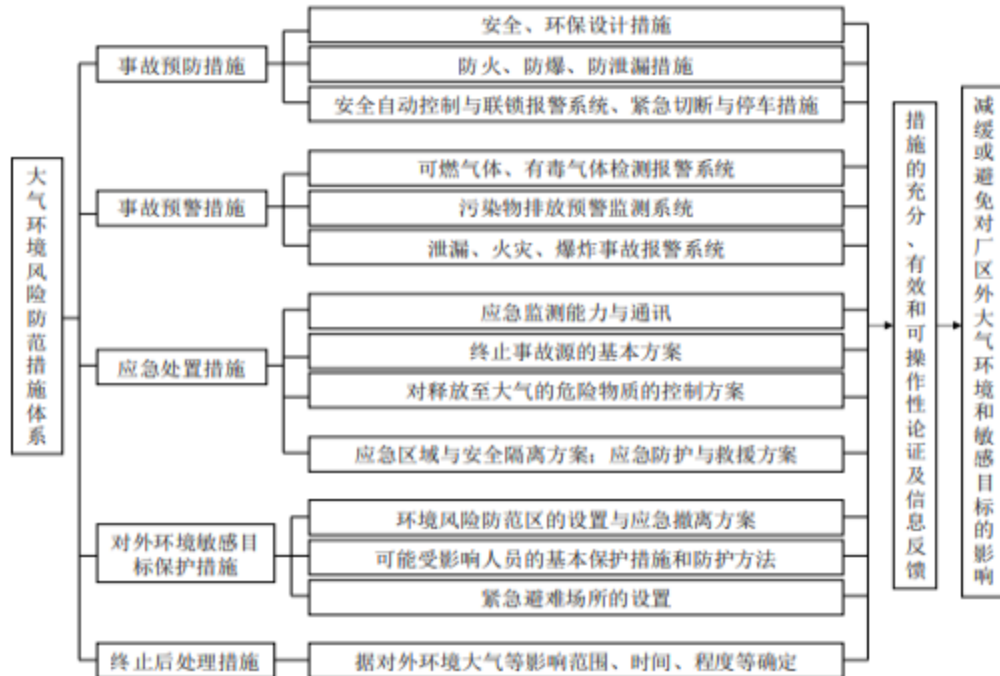 大气环境风险防范措施体系
事故预防措施
安全、环保设计措施
防火、防爆、防泄漏措施
安全自动控制与联锁报警系统、紧急切断与停车措施
事故预警措施
可燃气体、有毒气体检测报警系统
污染物排放预警监测系统
泄漏、火灾、爆炸事故报警系统
应急处置措施
应急监测能力与通讯
终止事故源的基本方案
对释放至大气的危险物质的控制方案
应急区域与安全隔离方案；应急防护与救援方案
对外环境敏感目
标保护措施
环境风险防范区的设置与应急撤离方案
可能受影响人员的基本保护措施和防护方法
紧急避难场所的设置
终止后处理措施
据对外环境大气等影响范围、时间、程度等确定
措施的充分、有效和可操作性论证及信息反馈
减缓或避免对厂区外大气环境和敏感目标的影响